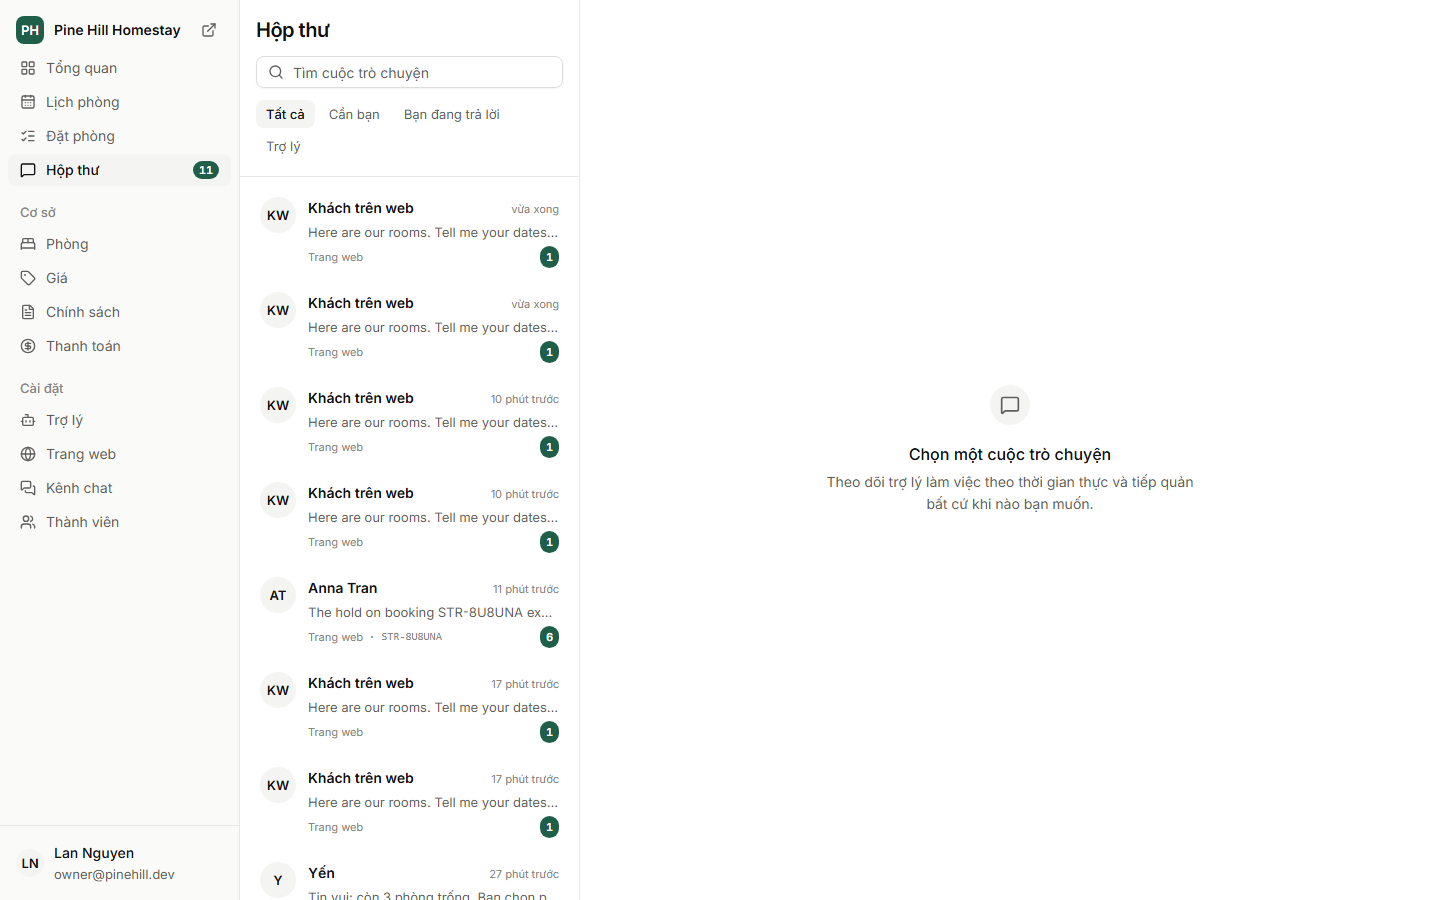 PH Pine Hill Homestay
Tổng quan
Lịch phòng
Đặt phòng
Hộp thư 11
Cơ sở
Phòng
Giá
Chính sách
Thanh toán
Cài đặt
Trợ lý
Trang web
Kênh chat
Thành viên
LN Lan Nguyen
owner@pinehill.dev
Hộp thư
Tìm cuộc trò chuyện
Tất cả Cần bạn Bạn đang trả lời
Trợ lý
KW Khách trên web vừa xong
Here are our rooms. Tell me your dates...
Trang web 1
KW Khách trên web vừa xong
Here are our rooms. Tell me your dates...
Trang web 1
KW Khách trên web 10 phút trước
Here are our rooms. Tell me your dates...
Trang web 1
KW Khách trên web 10 phút trước
Here are our rooms. Tell me your dates...
Trang web 1
AT Anna Tran 11 phút trước
The hold on booking STR-8U8UNA ex...
Trang web · STR-8U8UNA 6
KW Khách trên web 17 phút trước
Here are our rooms. Tell me your dates...
Trang web 1
KW Khách trên web 17 phút trước
Here are our rooms. Tell me your dates...
Trang web 1
Y Yến 27 phút trước
Tin vui: còn 3 phòng trống. Bạn chọn p...
Chọn một cuộc trò chuyện
Theo dõi trợ lý làm việc theo thời gian thực và tiếp quản
bất cứ khi nào bạn muốn.